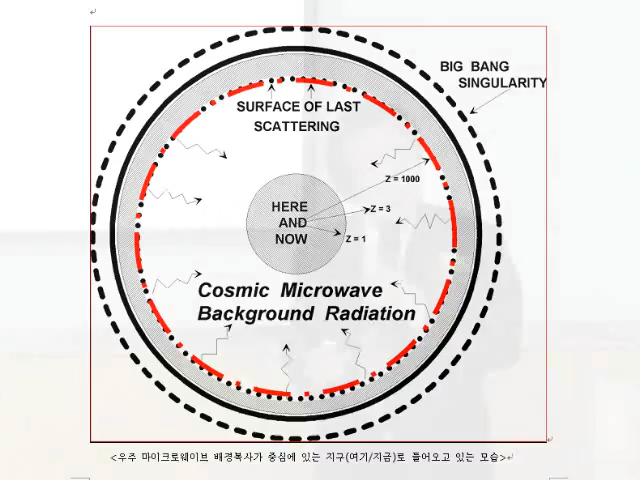 BIG BANG
SINGULARITY
SURFACE OF LAST
SCATTERING
Z = 1000
HERE
AND
NOW
Z = 3
Z = 1
Cosmic Microwave
Background Radiation
<우주 마이크로웨이브 배경복사가 중심에 있는 지구(여기/지금)로 들어오고 있는 모습>